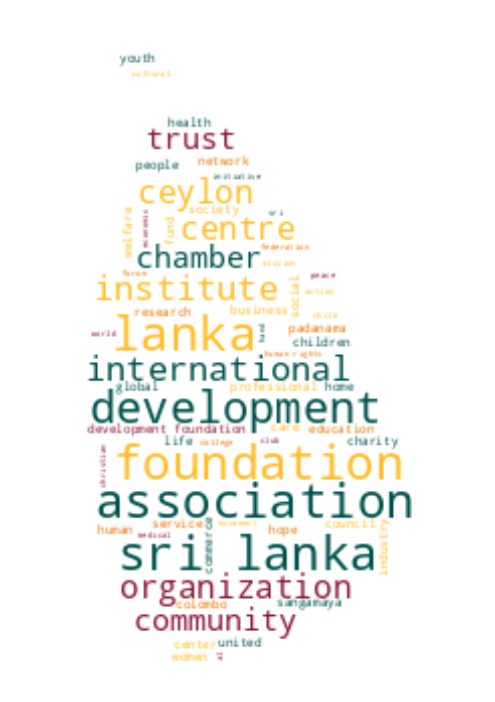 youth
cultural
health
trust
people network
initiative
ceylon
society sri
welfare economic fund centre
federation
chamber mission
forum peace
institute social action
research business child
world lanka padanama
children
human rights
international
global professional home
development
development foundation care education
life college club charity
foundation
christian
association
human service movement hope council
medical commerce industry
sri lanka
organization
colombo sangamaya
community
center united
women